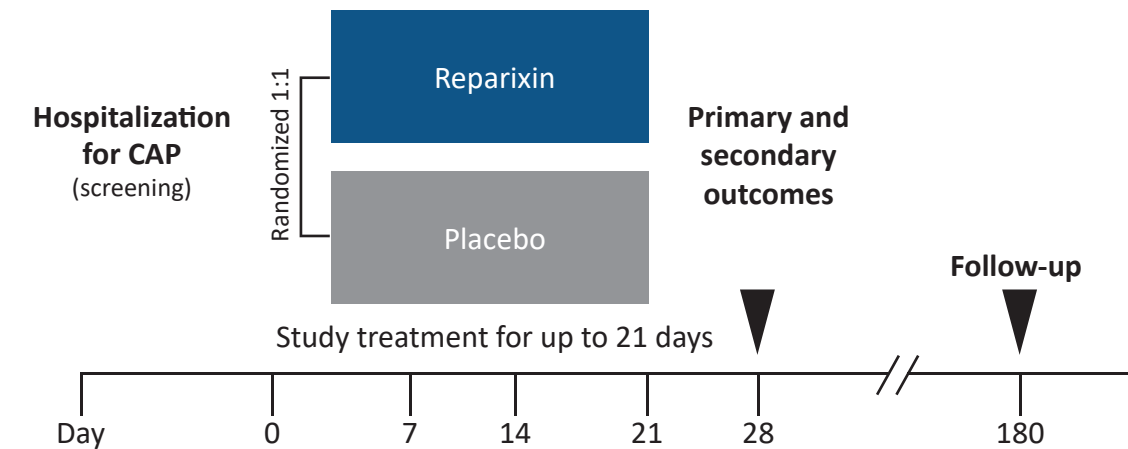 Hospitalization
for CAP
(screening)
Randomized 1:1
Reparixin
Placebo
Primary and
secondary
outcomes
Follow-up
Study treatment for up to 21 days
Day 0 7 14 21 28 180